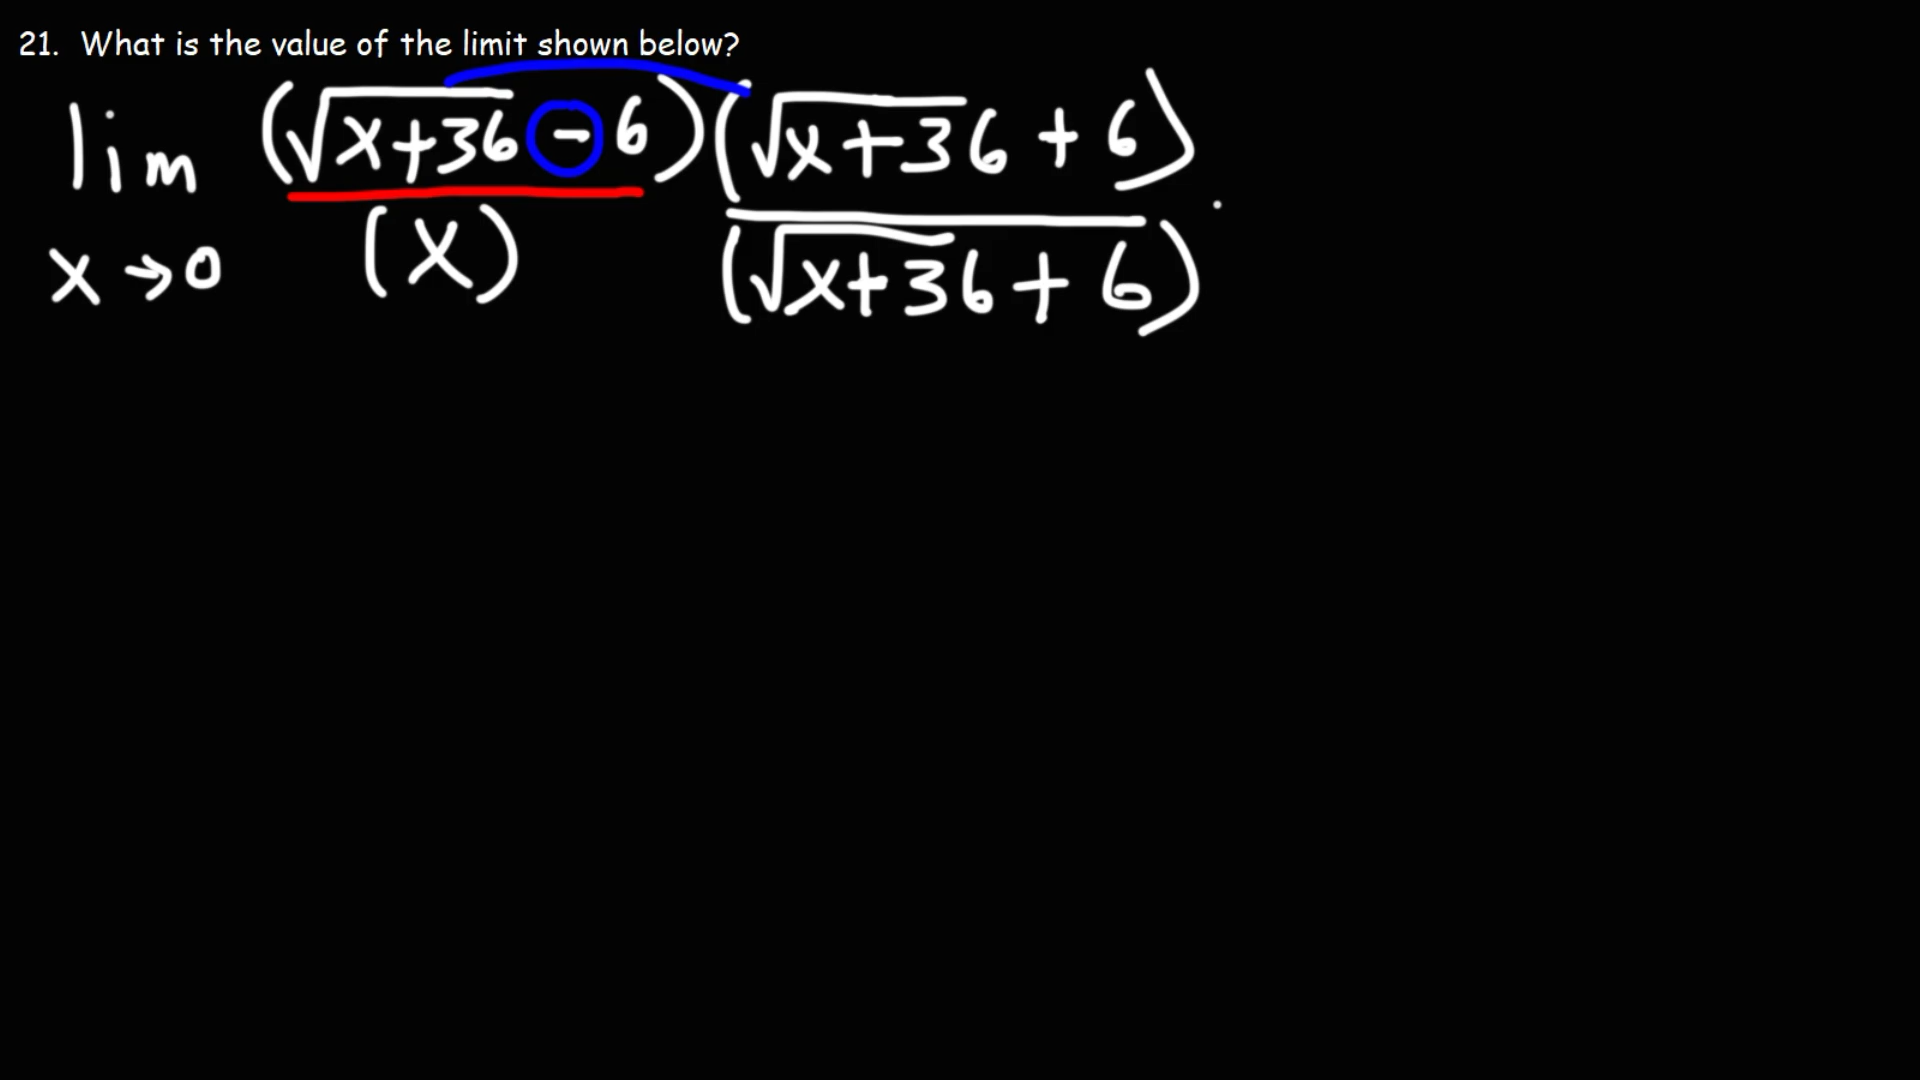 21. What is the value of the limit shown below?
lim (√x+36 - 6) (√x+36 + 6)
x→0 (x) (√x+36 + 6)